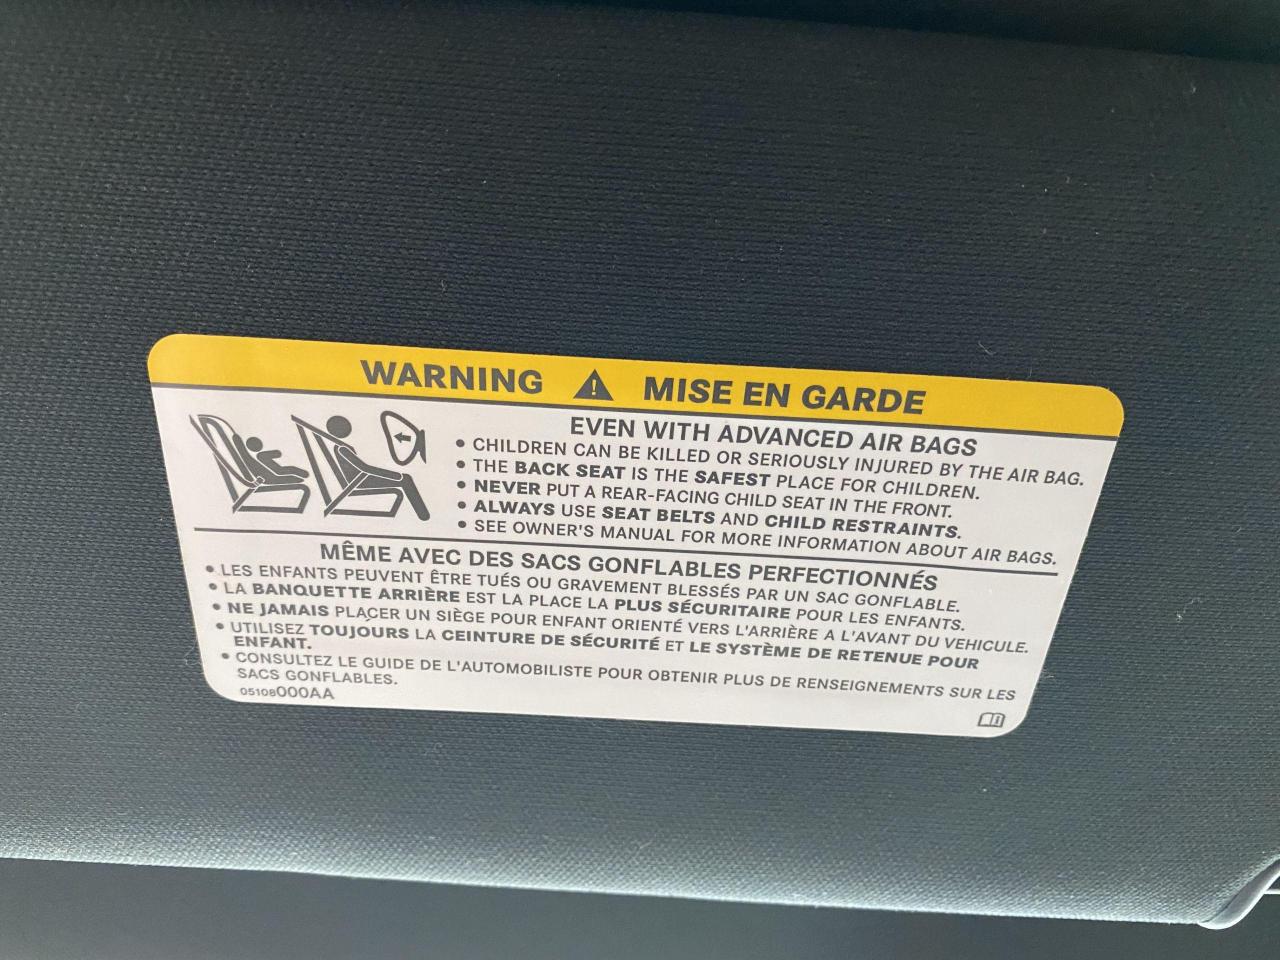 WARNING ⚠ MISE EN GARDE
EVEN WITH ADVANCED AIR BAGS
• CHILDREN CAN BE KILLED OR SERIOUSLY INJURED BY THE AIR BAG.
• THE BACK SEAT IS THE SAFEST PLACE FOR CHILDREN.
• NEVER PUT A REAR-FACING CHILD SEAT IN THE FRONT.
• ALWAYS USE SEAT BELTS AND CHILD RESTRAINTS.
• SEE OWNER'S MANUAL FOR MORE INFORMATION ABOUT AIR BAGS.
MÊME AVEC DES SACS GONFLABLES PERFECTIONNÉS
• LES ENFANTS PEUVENT ÊTRE TUÉS OU GRAVEMENT BLESSÉS PAR UN SAC GONFLABLE.
• LA BANQUETTE ARRIÈRE EST LA PLACE LA PLUS SÉCURITAIRE POUR LES ENFANTS.
• NE JAMAIS PLAÇER UN SIÈGE POUR ENFANT ORIENTÉ VERS L'ARRIÈRE A L'AVANT DU VEHICULE.
• UTILISEZ TOUJOURS LA CEINTURE DE SÉCURITÉ ET LE SYSTÈME DE RETENUE POUR
ENFANT.
• CONSULTEZ LE GUIDE DE L'AUTOMOBILISTE POUR OBTENIR PLUS DE RENSEIGNEMENTS SUR LES
SACS GONFLABLES.
05108000AA